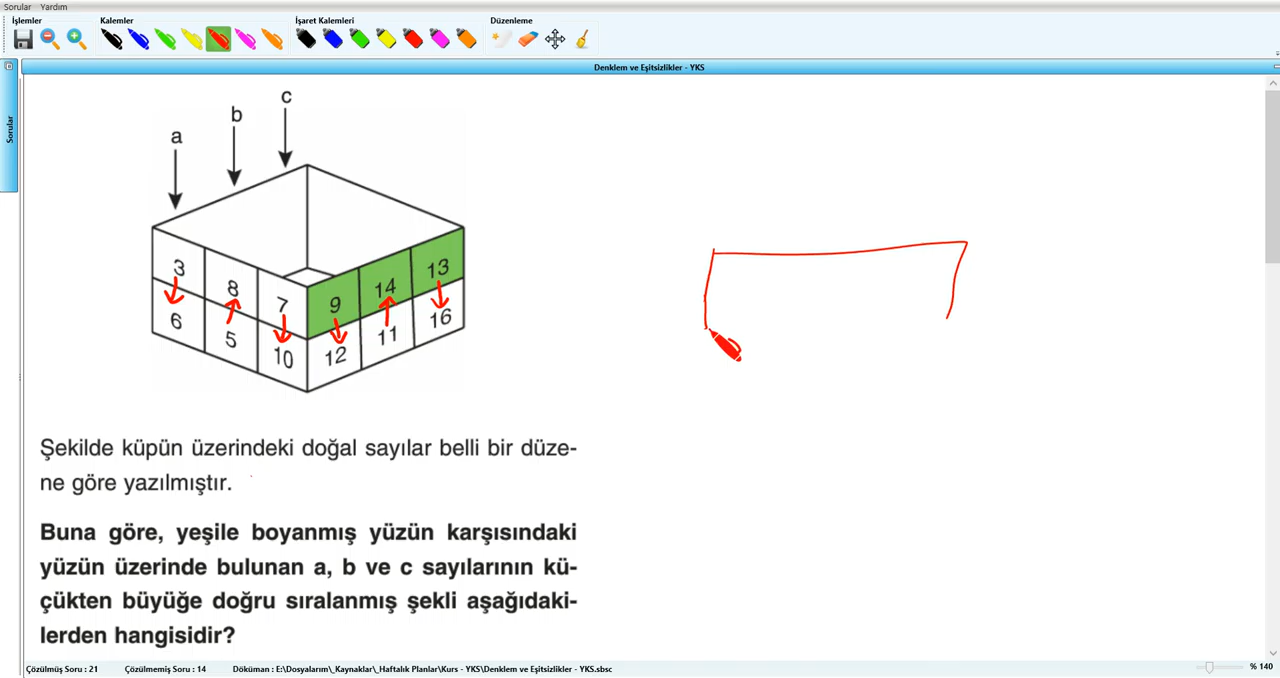 Sorular Yardım
İşlemler Kalemler İşaret Kalemleri Düzenleme
Denklem ve Eşitsizlikler - YKS
Sorular
c
b
a
3 8 7 9 14 13
6 5 10 12 11 16
Şekilde küpün üzerindeki doğal sayılar belli bir düze-
ne göre yazılmıştır.
Buna göre, yeşile boyanmış yüzün karşısındaki
yüzün üzerinde bulunan a, b ve c sayılarının kü-
çükten büyüğe doğru sıralanmış şekli aşağıdaki-
lerden hangisidir?
Çözülmüş Soru : 21 Çözülmemiş Soru : 14 Döküman : E:\Dosyalarım\_Kaynaklar\_Haftalık Planlar\Kurs - YKS\Denklem ve Eşitsizlikler - YKS.sbsc % 140